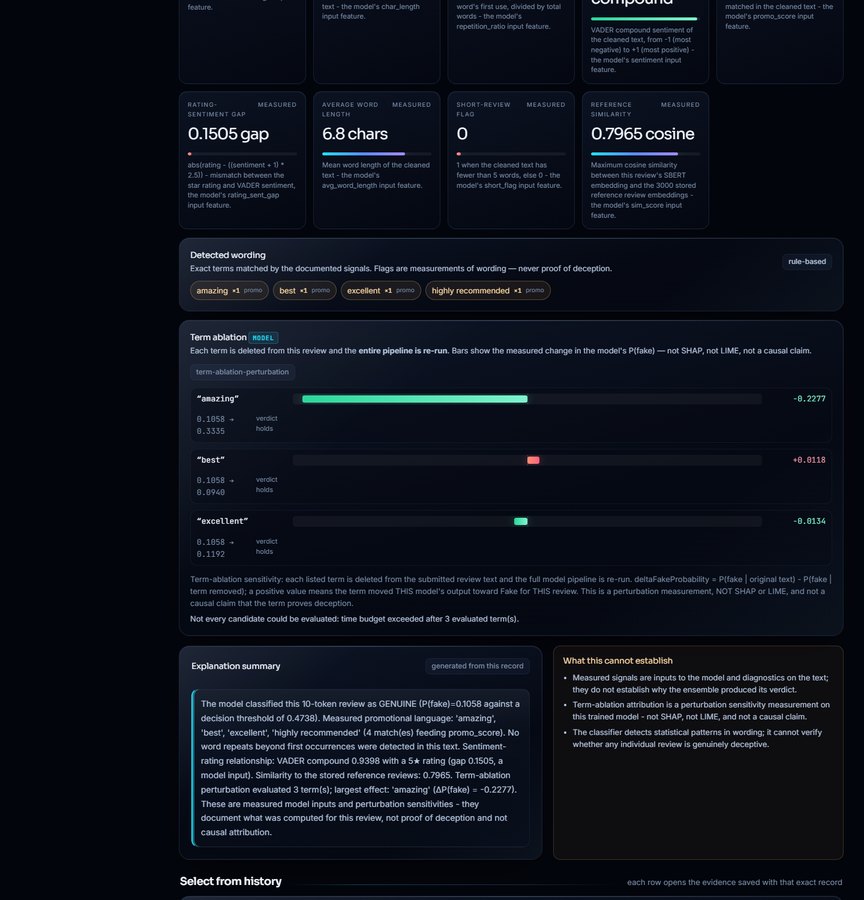 feature.
text - the model's char_length
input feature.
word's first use, divided by total
words - the model's
repetition_ratio input feature.
compound
VADER compound sentiment of
the cleaned text, from -1 (most
negative) to +1 (most positive) -
the model's sentiment input
feature.
matched in the cleaned text - the
model's promo_score input
feature.
RATING-
SENTIMENT GAP
MEASURED
0.1505 gap
abs(rating - ((sentiment + 1) *
2.5)) - mismatch between the
star rating and VADER sentiment,
the model's rating_sent_gap
input feature.
AVERAGE WORD
LENGTH
MEASURED
6.8 chars
Mean word length of the cleaned
text - the model's
avg_word_length input feature.
SHORT-REVIEW
FLAG
MEASURED
0
1 when the cleaned text has
fewer than 5 words, else 0 - the
model's short_flag input feature.
REFERENCE
SIMILARITY
MEASURED
0.7965 cosine
Maximum cosine similarity
between this review's SBERT
embedding and the 3000 stored
reference review embeddings -
the model's sim_score input
feature.
Detected wording
Exact terms matched by the documented signals. Flags are measurements of wording — never proof of deception.
rule-based
amazing ×1 promo best ×1 promo excellent ×1 promo highly recommended ×1 promo
Term ablation MODEL
Each term is deleted from this review and the entire pipeline is re-run. Bars show the measured change in the model's P(fake) — not SHAP, not LIME, not a causal claim.
term-ablation-perturbation
“amazing” -0.2277
0.1058 →
0.3335
verdict
holds
“best” +0.0118
0.1058 →
0.0940
verdict
holds
“excellent” -0.0134
0.1058 →
0.1192
verdict
holds
Term-ablation sensitivity: each listed term is deleted from the submitted review text and the full model pipeline is re-run. deltaFakeProbability = P(fake | original text) - P(fake |
term removed); a positive value means the term moved THIS model's output toward Fake for THIS review. This is a perturbation measurement, NOT SHAP or LIME, and not a
causal claim that the term proves deception.
Not every candidate could be evaluated: time budget exceeded after 3 evaluated term(s).
Explanation summary
generated from this record
The model classified this 10-token review as GENUINE (P(fake)=0.1058 against a
decision threshold of 0.4738). Measured promotional language: 'amazing',
'best', 'excellent', 'highly recommended' (4 match(es) feeding promo_score). No
word repeats beyond first occurrences were detected in this text. Sentiment-
rating relationship: VADER compound 0.9398 with a 5★ rating (gap 0.1505, a
model input). Similarity to the stored reference reviews: 0.7965. Term-ablation
perturbation evaluated 3 term(s); largest effect: 'amazing' (ΔP(fake) = -0.2277).
These are measured model inputs and perturbation sensitivities - they
document what was computed for this review, not proof of deception and not
causal attribution.
What this cannot establish
• Measured signals are inputs to the model and diagnostics on the text;
they do not establish why the ensemble produced its verdict.
• Term-ablation attribution is a perturbation sensitivity measurement on
this trained model - not SHAP, not LIME, and not a causal claim.
• The classifier detects statistical patterns in wording; it cannot verify
whether any individual review is genuinely deceptive.
Select from history
each row opens the evidence saved with that exact record